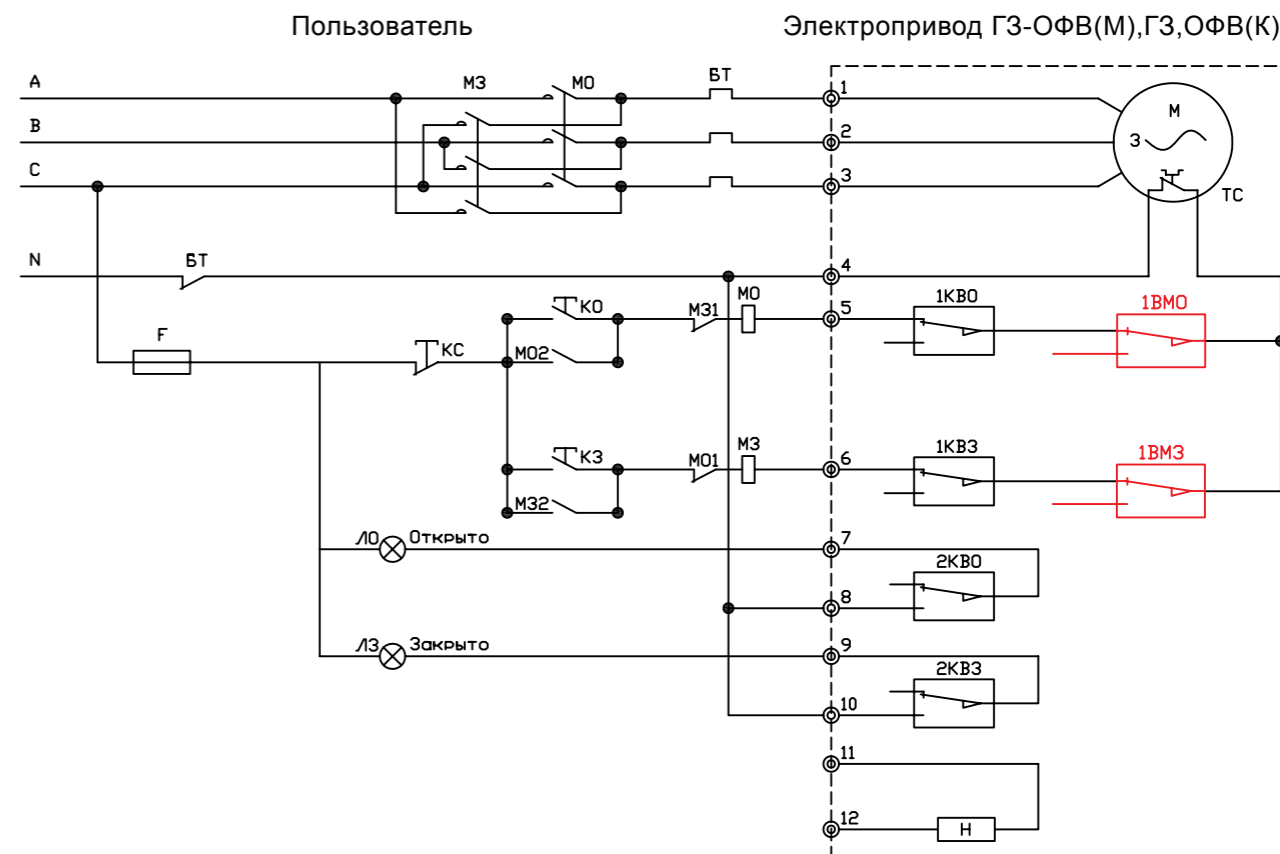 Пользователь
Электропривод ГЗ-ОФВ(М),ГЗ,ОФВ(К)
A
МЗ
МО
БТ
1
B
2
М
3
C
3
ТС
N
БТ
4
КО
МЗ1
МО
5
1КВО
1ВМО
F
КС
МО2
КЗ
МО1
МЗ
6
1КВЗ
1ВМЗ
МЗ2
ЛО
Открыто
7
2КВО
8
ЛЗ
Закрыто
9
2КВЗ
10
11
12
Н